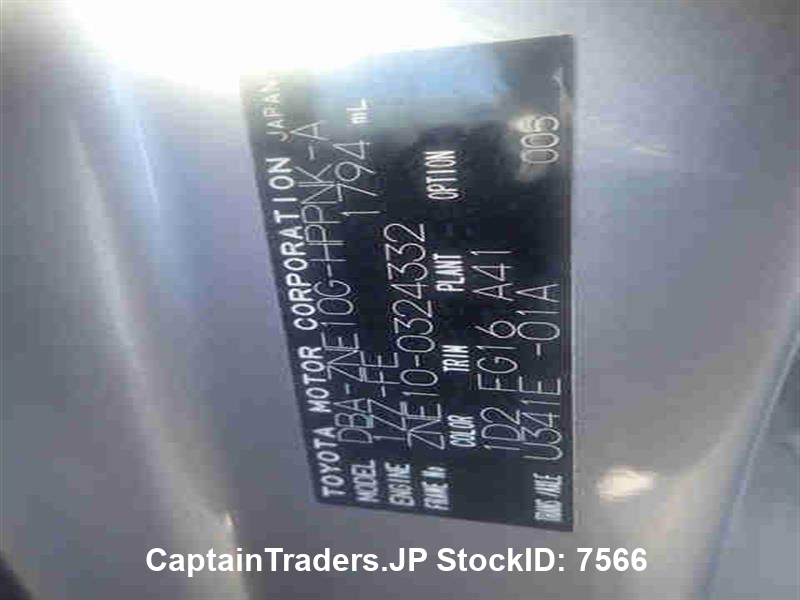 TOYOTA MOTOR CORPORATION JAPAN
MODEL DBA-ZNE10G-HPPNK-A
ENGINE 1ZZ-FE 1794 mL
FRAME No ZNE10-0324332
COLOR TRIM PLANT OPTION
1D2 FG16 A41 005
TRANS/AXLE U341E -01A
CaptainTraders.JP StockID: 7566